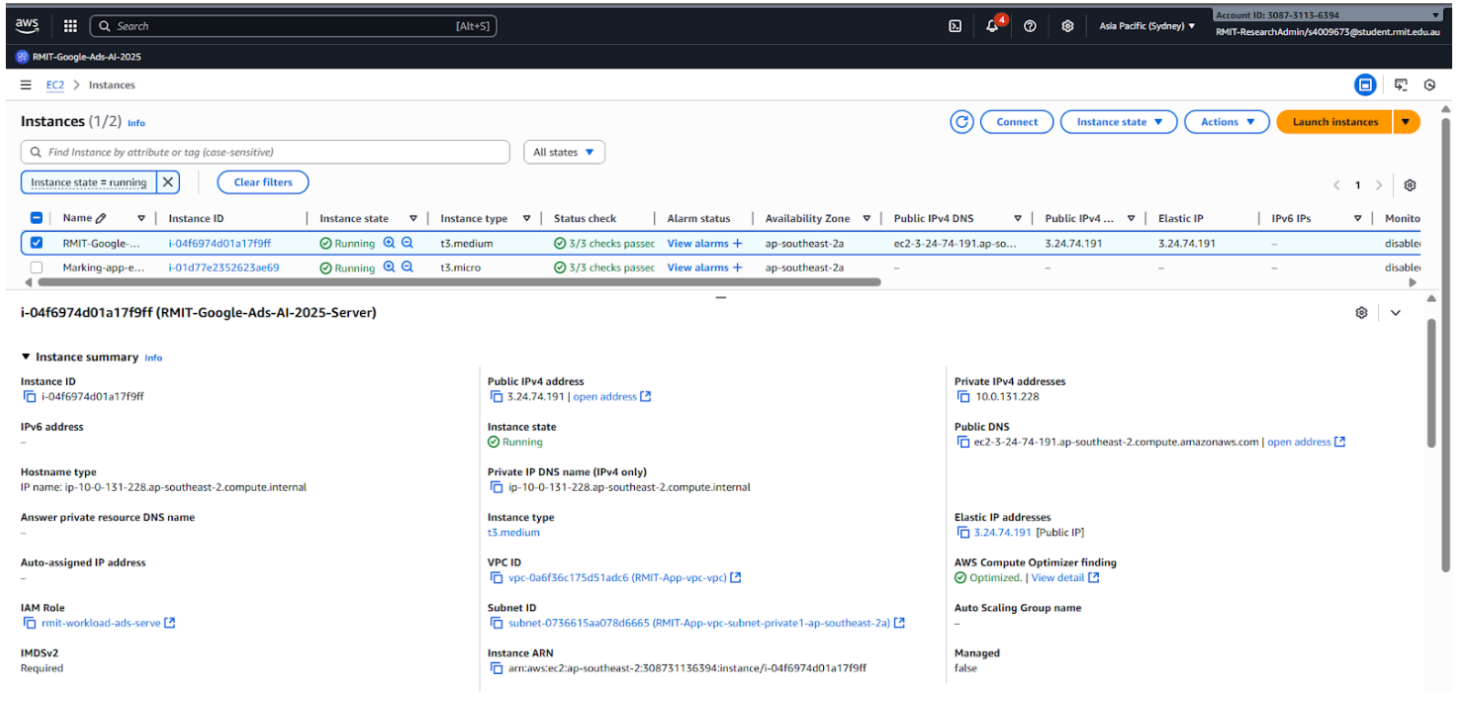 aws Search [Alt+S] 4 Asia Pacific (Sydney) Account ID: 3087-3113-6394
RMIT-ResearchAdmin/s4009673@student.rmit.edu.au
RMIT-Google-Ads-AI-2025
EC2 > Instances
Instances (1/2) Info Connect Instance state Actions Launch instances
Find Instance by attribute or tag (case-sensitive) All states
Instance state = running Clear filters 1
Name Instance ID Instance state Instance type Status check Alarm status Availability Zone Public IPv4 DNS Public IPv4 ... Elastic IP IPv6 IPs Monito
RMIT-Google-... i-04f6974d01a17f9ff Running t3.medium 3/3 checks passec View alarms + ap-southeast-2a ec2-3-24-74-191.ap-so... 3.24.74.191 3.24.74.191 – disable
Marking-app-e... i-01d77e2352623ae69 Running t3.micro 3/3 checks passec View alarms + ap-southeast-2a – – – – disable
i-04f6974d01a17f9ff (RMIT-Google-Ads-AI-2025-Server)
Instance summary Info
Instance ID
i-04f6974d01a17f9ff
IPv6 address
–
Hostname type
IP name: ip-10-0-131-228.ap-southeast-2.compute.internal
Answer private resource DNS name
–
Auto-assigned IP address
–
IAM Role
rmit-workload-ads-serve
IMDSv2
Required
Public IPv4 address
3.24.74.191 | open address
Instance state
Running
Private IP DNS name (IPv4 only)
ip-10-0-131-228.ap-southeast-2.compute.internal
Instance type
t3.medium
VPC ID
vpc-0a6f36c175d51adc6 (RMIT-App-vpc-vpc)
Subnet ID
subnet-0736615aa078d6665 (RMIT-App-vpc-subnet-private1-ap-southeast-2a)
Instance ARN
arn:aws:ec2:ap-southeast-2:308731136394:instance/i-04f6974d01a17f9ff
Private IPv4 addresses
10.0.131.228
Public DNS
ec2-3-24-74-191.ap-southeast-2.compute.amazonaws.com | open address
Elastic IP addresses
3.24.74.191 [Public IP]
AWS Compute Optimizer finding
Optimized. | View detail
Auto Scaling Group name
–
Managed
false